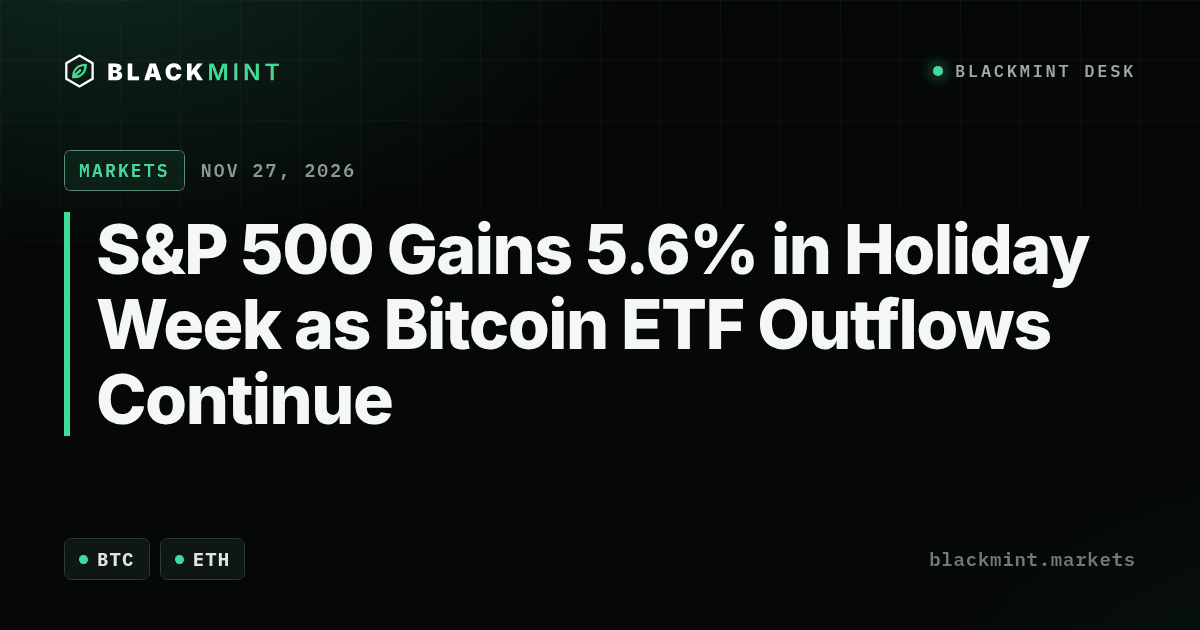 BLACKMINT
BLACKMINT DESK
MARKETS
NOV 27, 2026
S&P 500 Gains 5.6% in Holiday
Week as Bitcoin ETF Outflows
Continue
BTC
ETH
blackmint.markets